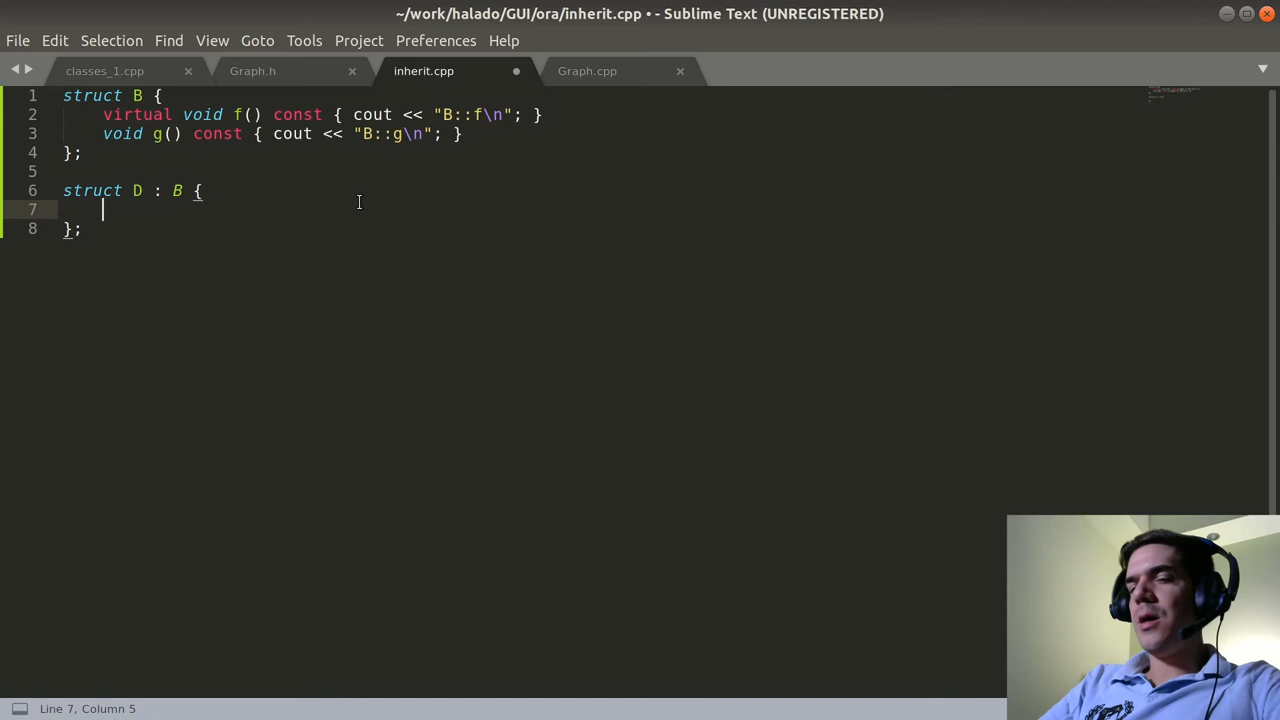 ~/work/halado/GUI/ora/inherit.cpp • - Sublime Text (UNREGISTERED)
File Edit Selection Find View Goto Tools Project Preferences Help
classes_1.cpp Graph.h inherit.cpp Graph.cpp
1 struct B {
2 virtual void f() const { cout << "B::f\n"; }
3 void g() const { cout << "B::g\n"; }
4 };
5
6 struct D : B {
7
8 };
Line 7, Column 5